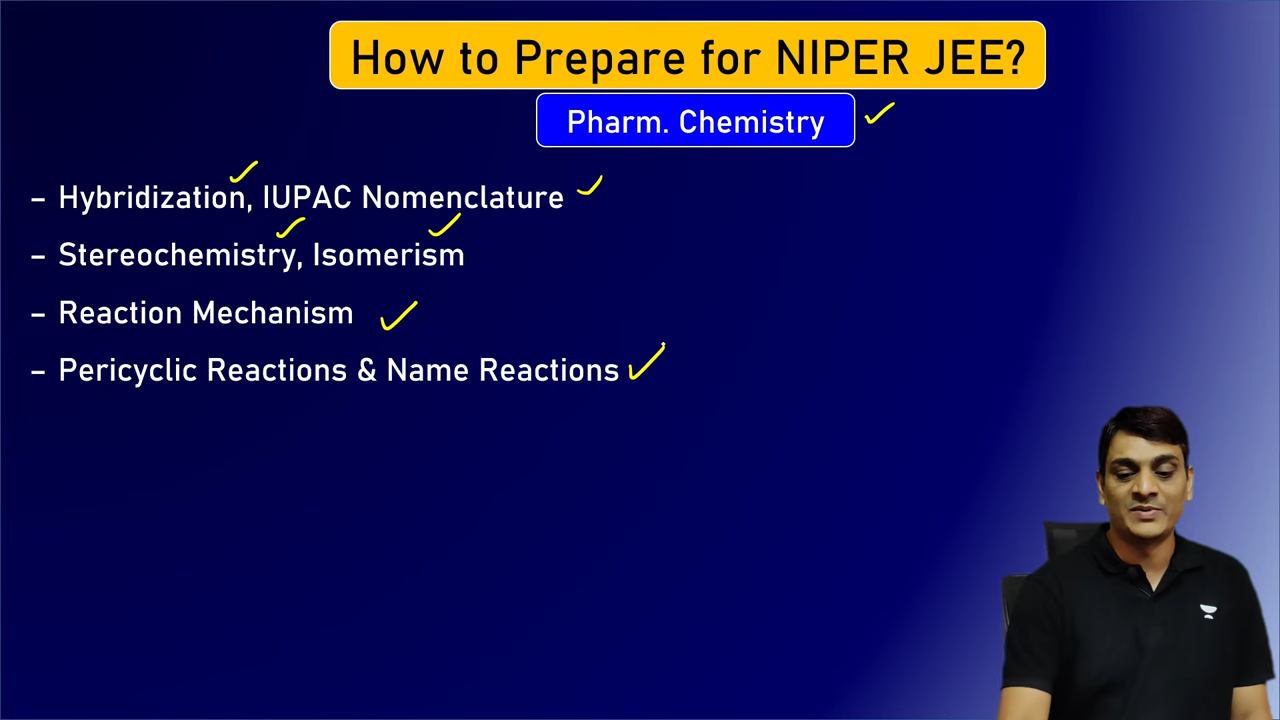 How to Prepare for NIPER JEE?
Pharm. Chemistry
– Hybridization, IUPAC Nomenclature
– Stereochemistry, Isomerism
– Reaction Mechanism
– Pericyclic Reactions & Name Reactions